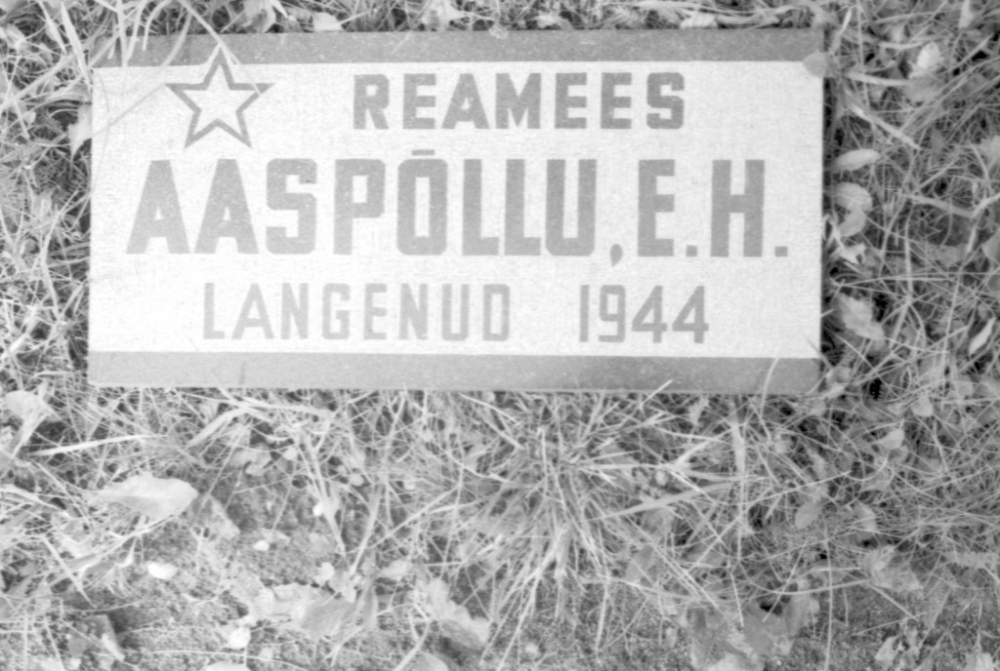 REAMEES
AASPÕLLU, E.H.
LANGENUD 1944